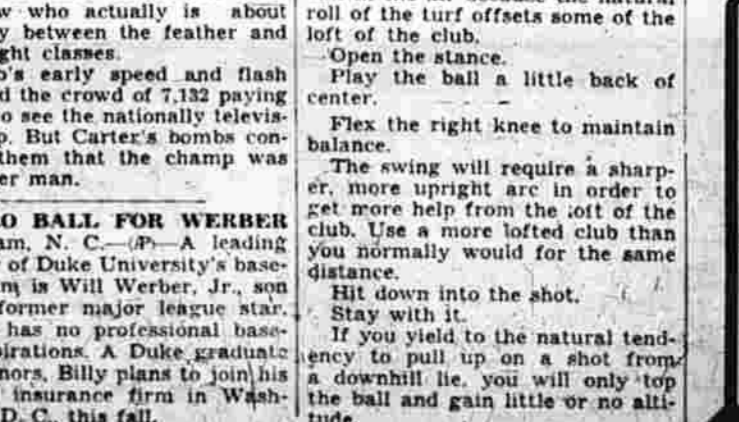 who actually is about
between the feather and
classes.
early speed and flash
the crowd of 7,132 paying
see the nationally televis-
But Carter's bombs con-
them that the champ was
er man.
O BALL FOR WERBER
N. C.—(AP)—A leading
of Duke University's base-
is Will Werber, Jr., son
former major league star.
has no professional base-
pirations. A Duke graduate
nors, Billy plans to join his
insurance firm in Wash-
D. C., this fall.
roll of the turf offsets some of the
loft of the club.
Open the stance.
Play the ball a little back of
center.
Flex the right knee to maintain
balance.
The swing will require a sharp-
er, more upright arc in order to
get more help from the loft of the
club. Use a more lofted club than
you normally would for the same
distance.
Hit down into the shot.
Stay with it.
If you yield to the natural tend-
ency to pull up on a shot from
a downhill lie, you will only top
the ball and gain little or no alti-
tude.